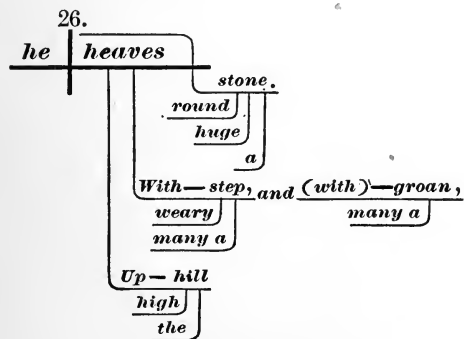 26.
he heaves
stone.
round
huge
a
With—step, and (with)—groan,
weary many a
many a
Up—hill
high
the